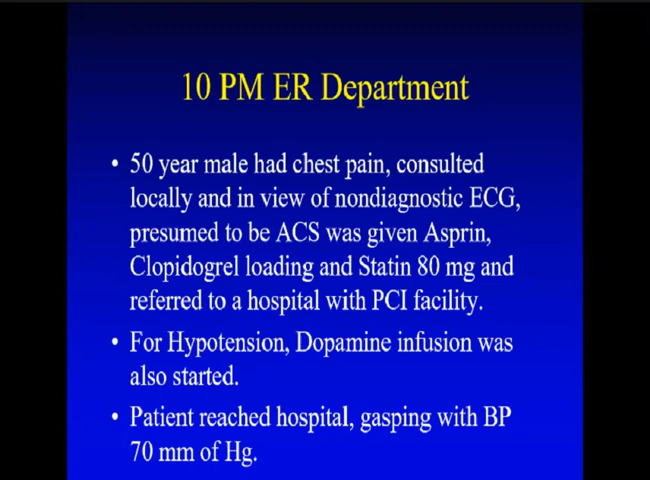 10 PM ER Department
• 50 year male had chest pain, consulted
locally and in view of nondiagnostic ECG,
presumed to be ACS was given Asprin,
Clopidogrel loading and Statin 80 mg and
referred to a hospital with PCI facility.
• For Hypotension, Dopamine infusion was
also started.
• Patient reached hospital, gasping with BP
70 mm of Hg.